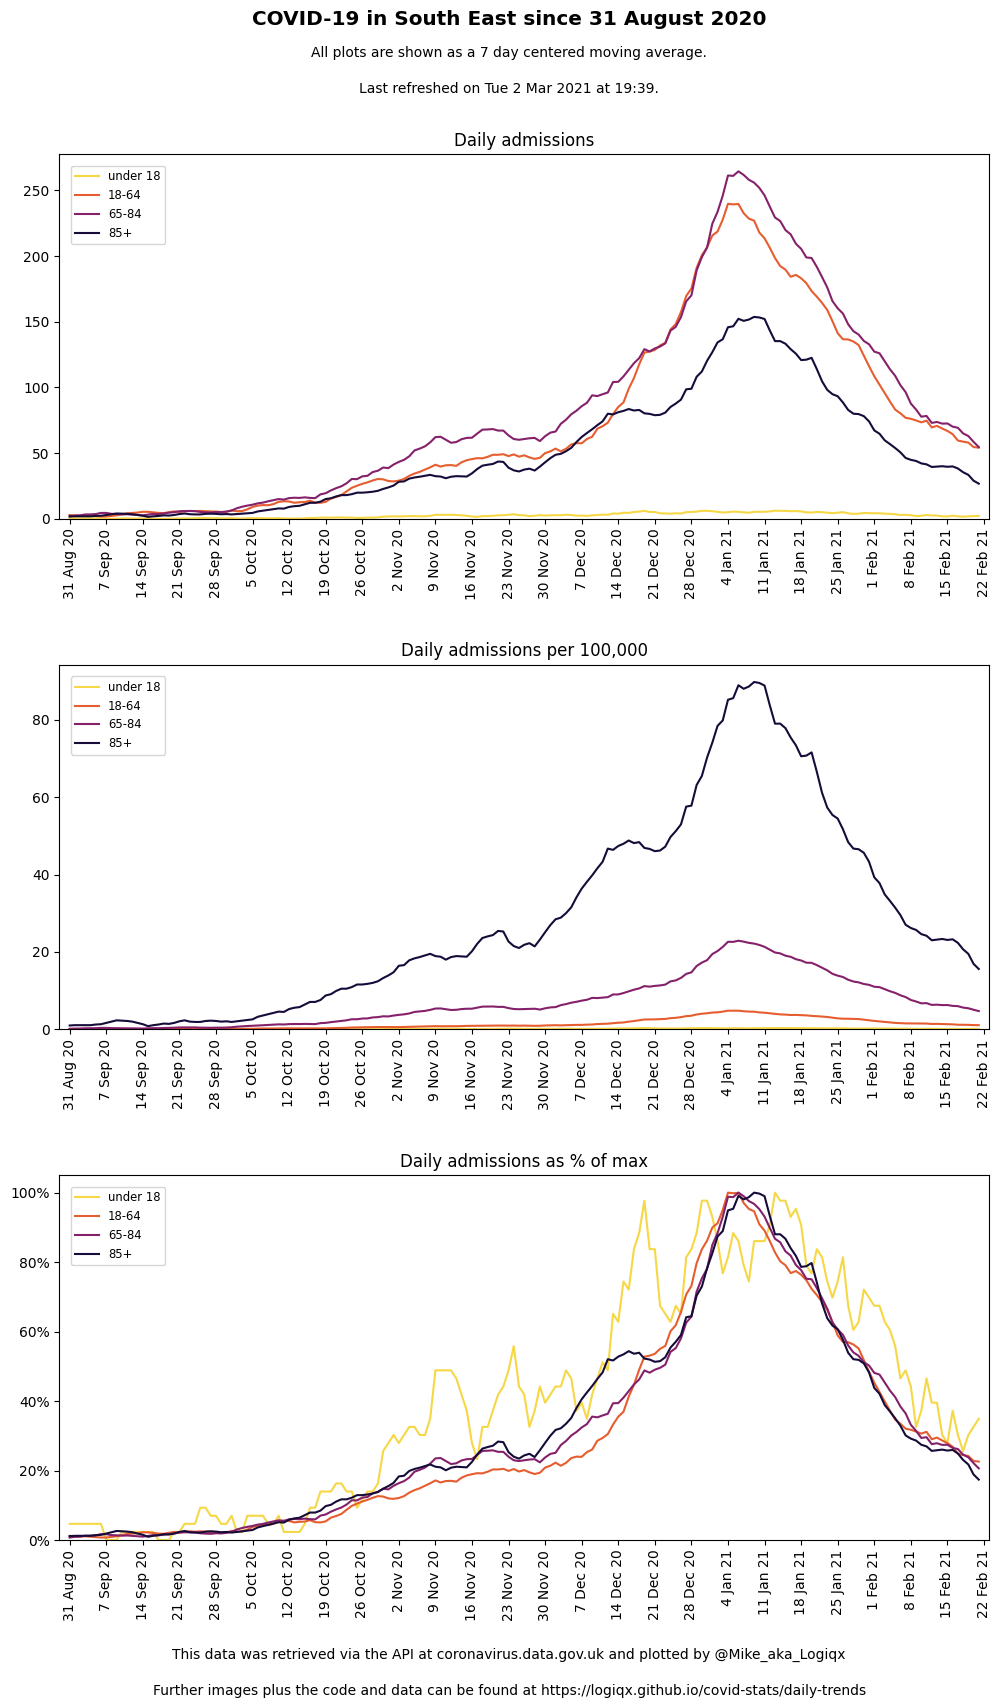 COVID-19 in South East since 31 August 2020
All plots are shown as a 7 day centered moving average.
Last refreshed on Tue 2 Mar 2021 at 19:39.
Daily admissions
under 18
18-64
65-84
85+
250
200
150
100
50
0
31 Aug 20
7 Sep 20
14 Sep 20
21 Sep 20
28 Sep 20
5 Oct 20
12 Oct 20
19 Oct 20
26 Oct 20
2 Nov 20
9 Nov 20
16 Nov 20
23 Nov 20
30 Nov 20
7 Dec 20
14 Dec 20
21 Dec 20
28 Dec 20
4 Jan 21
11 Jan 21
18 Jan 21
25 Jan 21
1 Feb 21
8 Feb 21
15 Feb 21
22 Feb 21
Daily admissions per 100,000
under 18
18-64
65-84
85+
80
60
40
20
0
31 Aug 20
7 Sep 20
14 Sep 20
21 Sep 20
28 Sep 20
5 Oct 20
12 Oct 20
19 Oct 20
26 Oct 20
2 Nov 20
9 Nov 20
16 Nov 20
23 Nov 20
30 Nov 20
7 Dec 20
14 Dec 20
21 Dec 20
28 Dec 20
4 Jan 21
11 Jan 21
18 Jan 21
25 Jan 21
1 Feb 21
8 Feb 21
15 Feb 21
22 Feb 21
Daily admissions as % of max
under 18
18-64
65-84
85+
100%
80%
60%
40%
20%
0%
31 Aug 20
7 Sep 20
14 Sep 20
21 Sep 20
28 Sep 20
5 Oct 20
12 Oct 20
19 Oct 20
26 Oct 20
2 Nov 20
9 Nov 20
16 Nov 20
23 Nov 20
30 Nov 20
7 Dec 20
14 Dec 20
21 Dec 20
28 Dec 20
4 Jan 21
11 Jan 21
18 Jan 21
25 Jan 21
1 Feb 21
8 Feb 21
15 Feb 21
22 Feb 21
This data was retrieved via the API at coronavirus.data.gov.uk and plotted by @Mike_aka_Logiqx
Further images plus the code and data can be found at https://logiqx.github.io/covid-stats/daily-trends